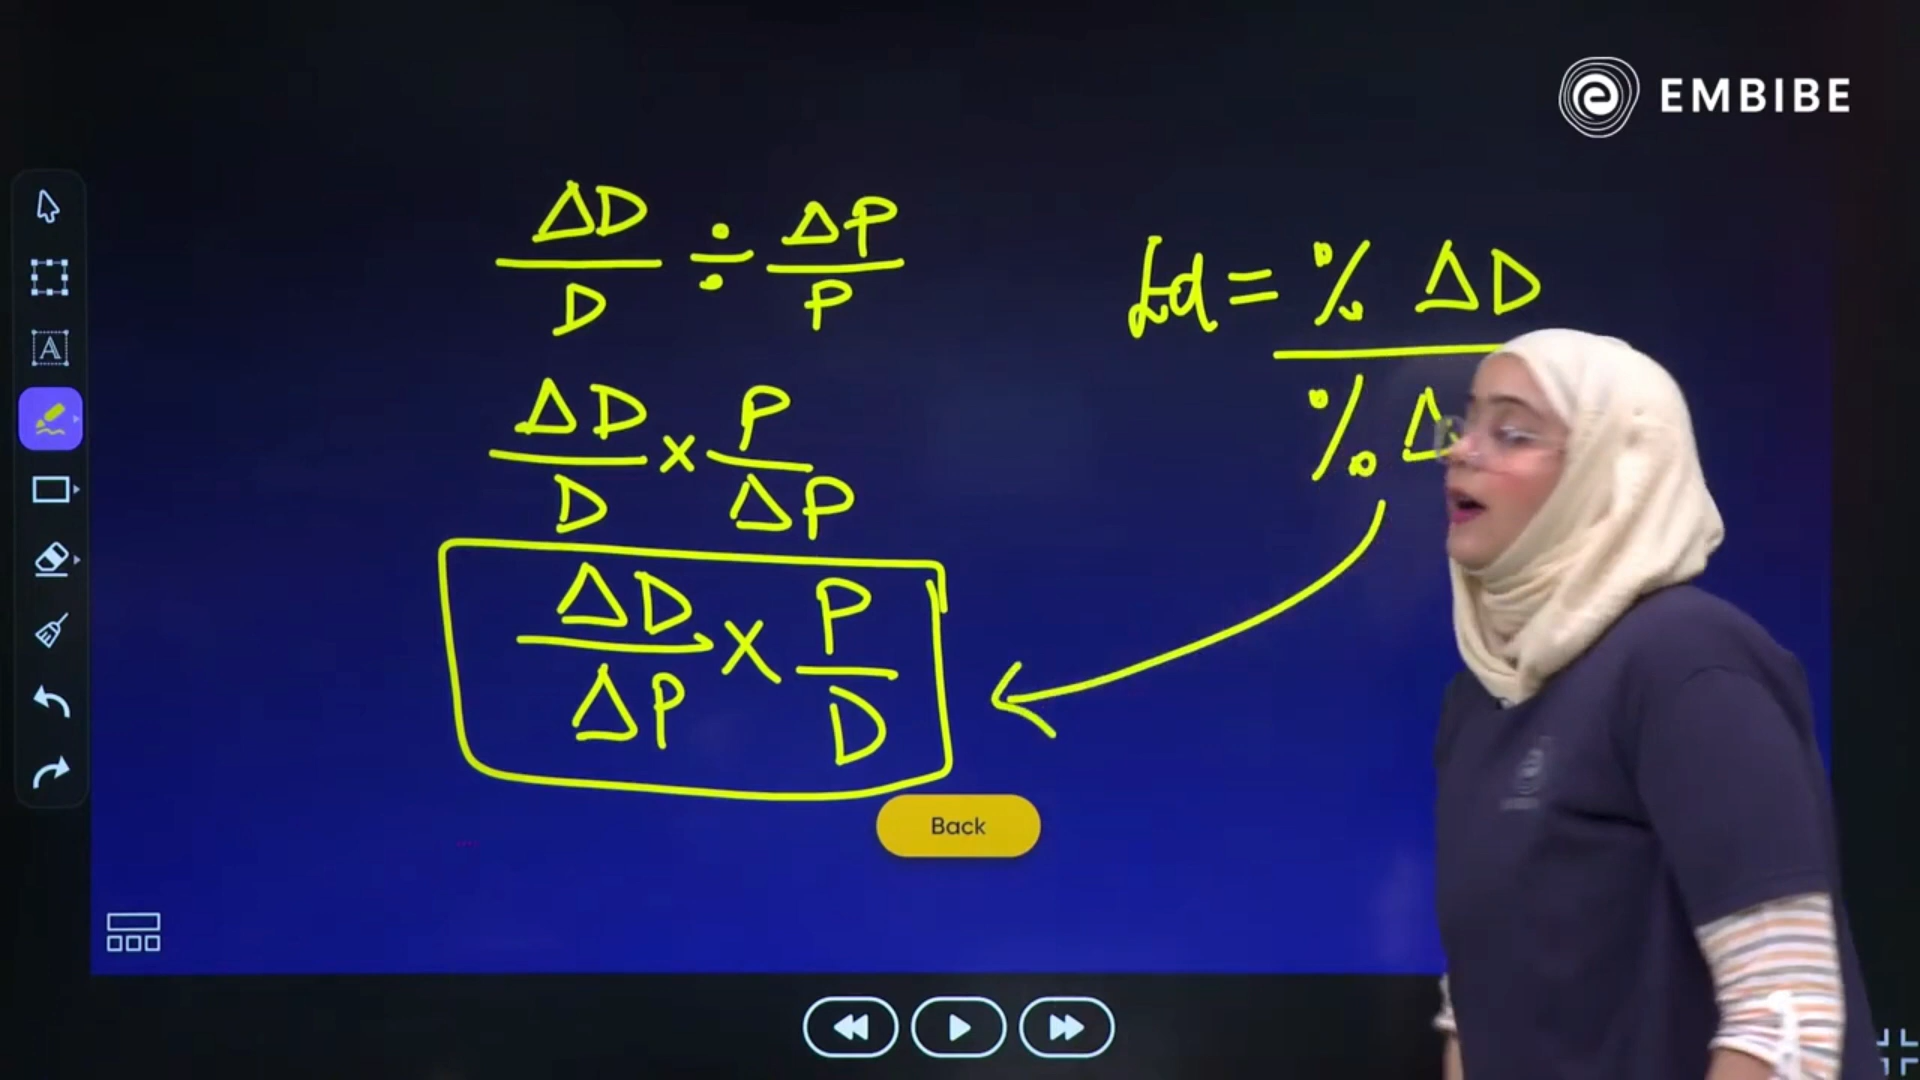 EMBIBE
ΔD/D ÷ ΔP/P
Ed = % ΔD
% Δ
ΔD/D × P/ΔP
ΔD/ΔP × P/D
Back